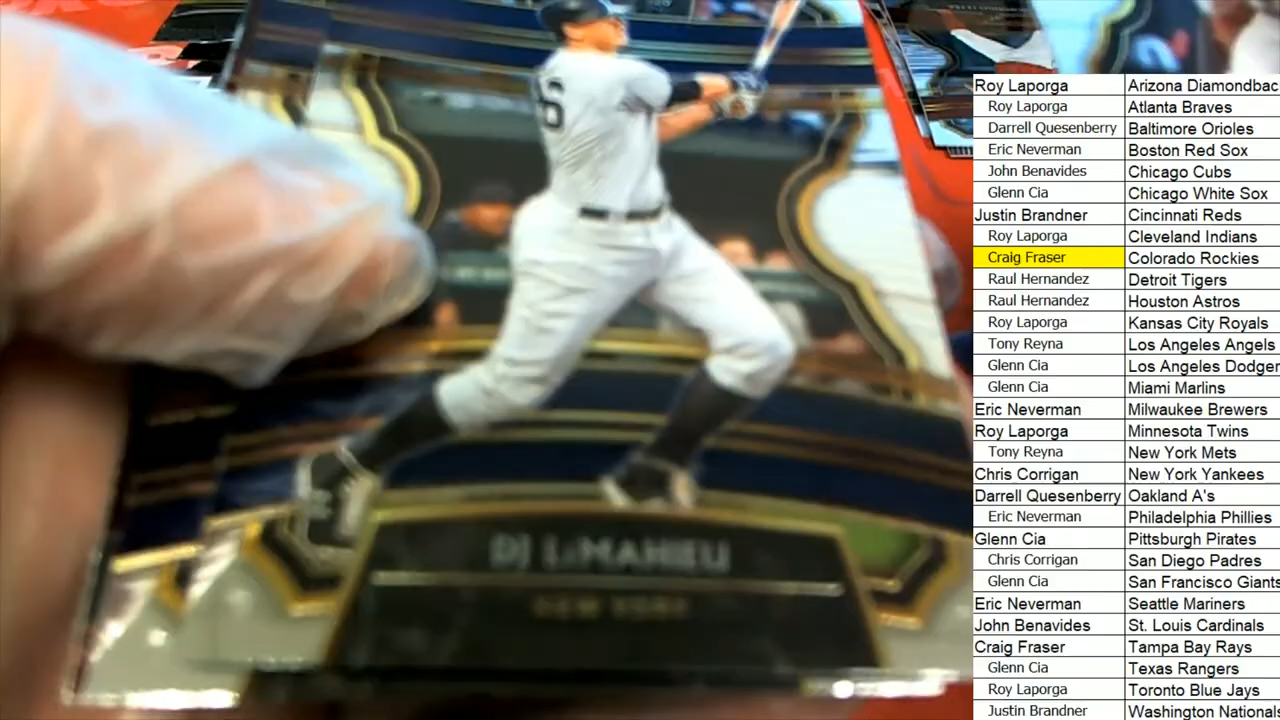 6
LEMAHIEU
NEW YORK
Roy Laporga Arizona Diamondbac
Roy Laporga Atlanta Braves
Darrell Quesenberry Baltimore Orioles
Eric Neverman Boston Red Sox
John Benavides Chicago Cubs
Glenn Cia Chicago White Sox
Justin Brandner Cincinnati Reds
Roy Laporga Cleveland Indians
Craig Fraser Colorado Rockies
Raul Hernandez Detroit Tigers
Raul Hernandez Houston Astros
Roy Laporga Kansas City Royals
Tony Reyna Los Angeles Angels
Glenn Cia Los Angeles Dodger
Glenn Cia Miami Marlins
Eric Neverman Milwaukee Brewers
Roy Laporga Minnesota Twins
Tony Reyna New York Mets
Chris Corrigan New York Yankees
Darrell Quesenberry Oakland A's
Eric Neverman Philadelphia Phillies
Glenn Cia Pittsburgh Pirates
Chris Corrigan San Diego Padres
Glenn Cia San Francisco Giants
Eric Neverman Seattle Mariners
John Benavides St. Louis Cardinals
Craig Fraser Tampa Bay Rays
Glenn Cia Texas Rangers
Roy Laporga Toronto Blue Jays
Justin Brandner Washington Nationals